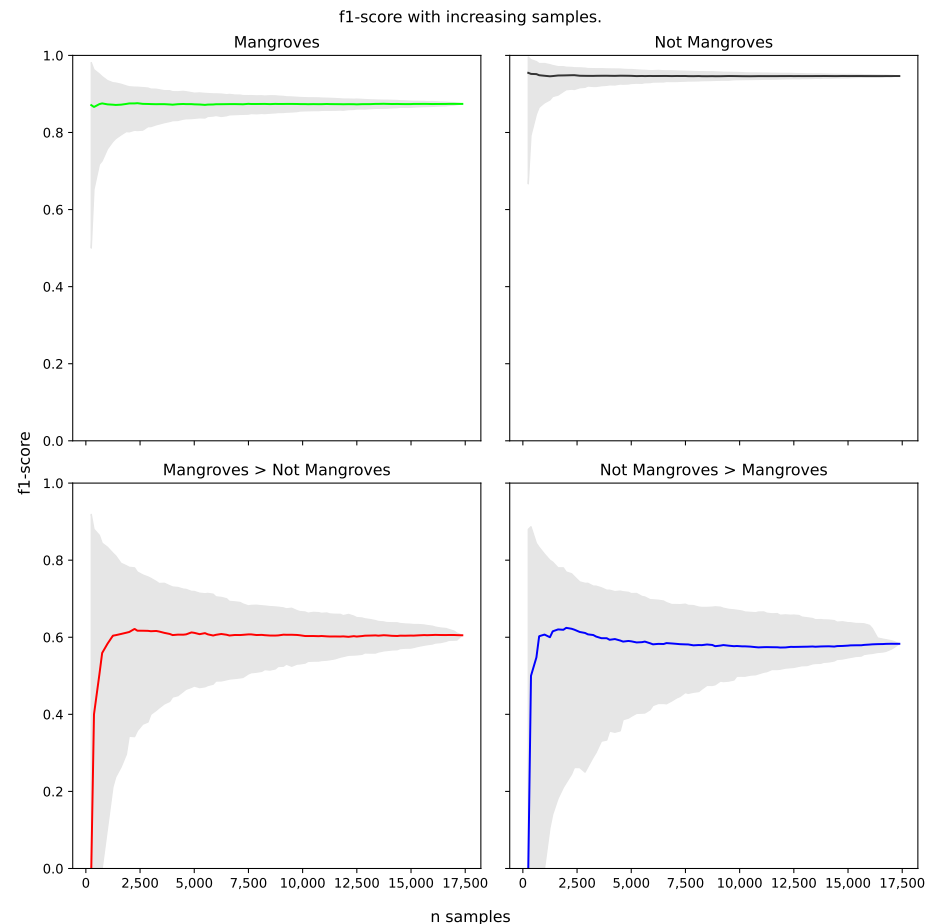 f1-score with increasing samples.
Mangroves
Not Mangroves
1.0
0.8
0.6
0.4
0.2
0.0
f1-score
Mangroves > Not Mangroves
Not Mangroves > Mangroves
1.0
0.8
0.6
0.4
0.2
0.0
0 2,500 5,000 7,500 10,000 12,500 15,000 17,500
0 2,500 5,000 7,500 10,000 12,500 15,000 17,500
n samples